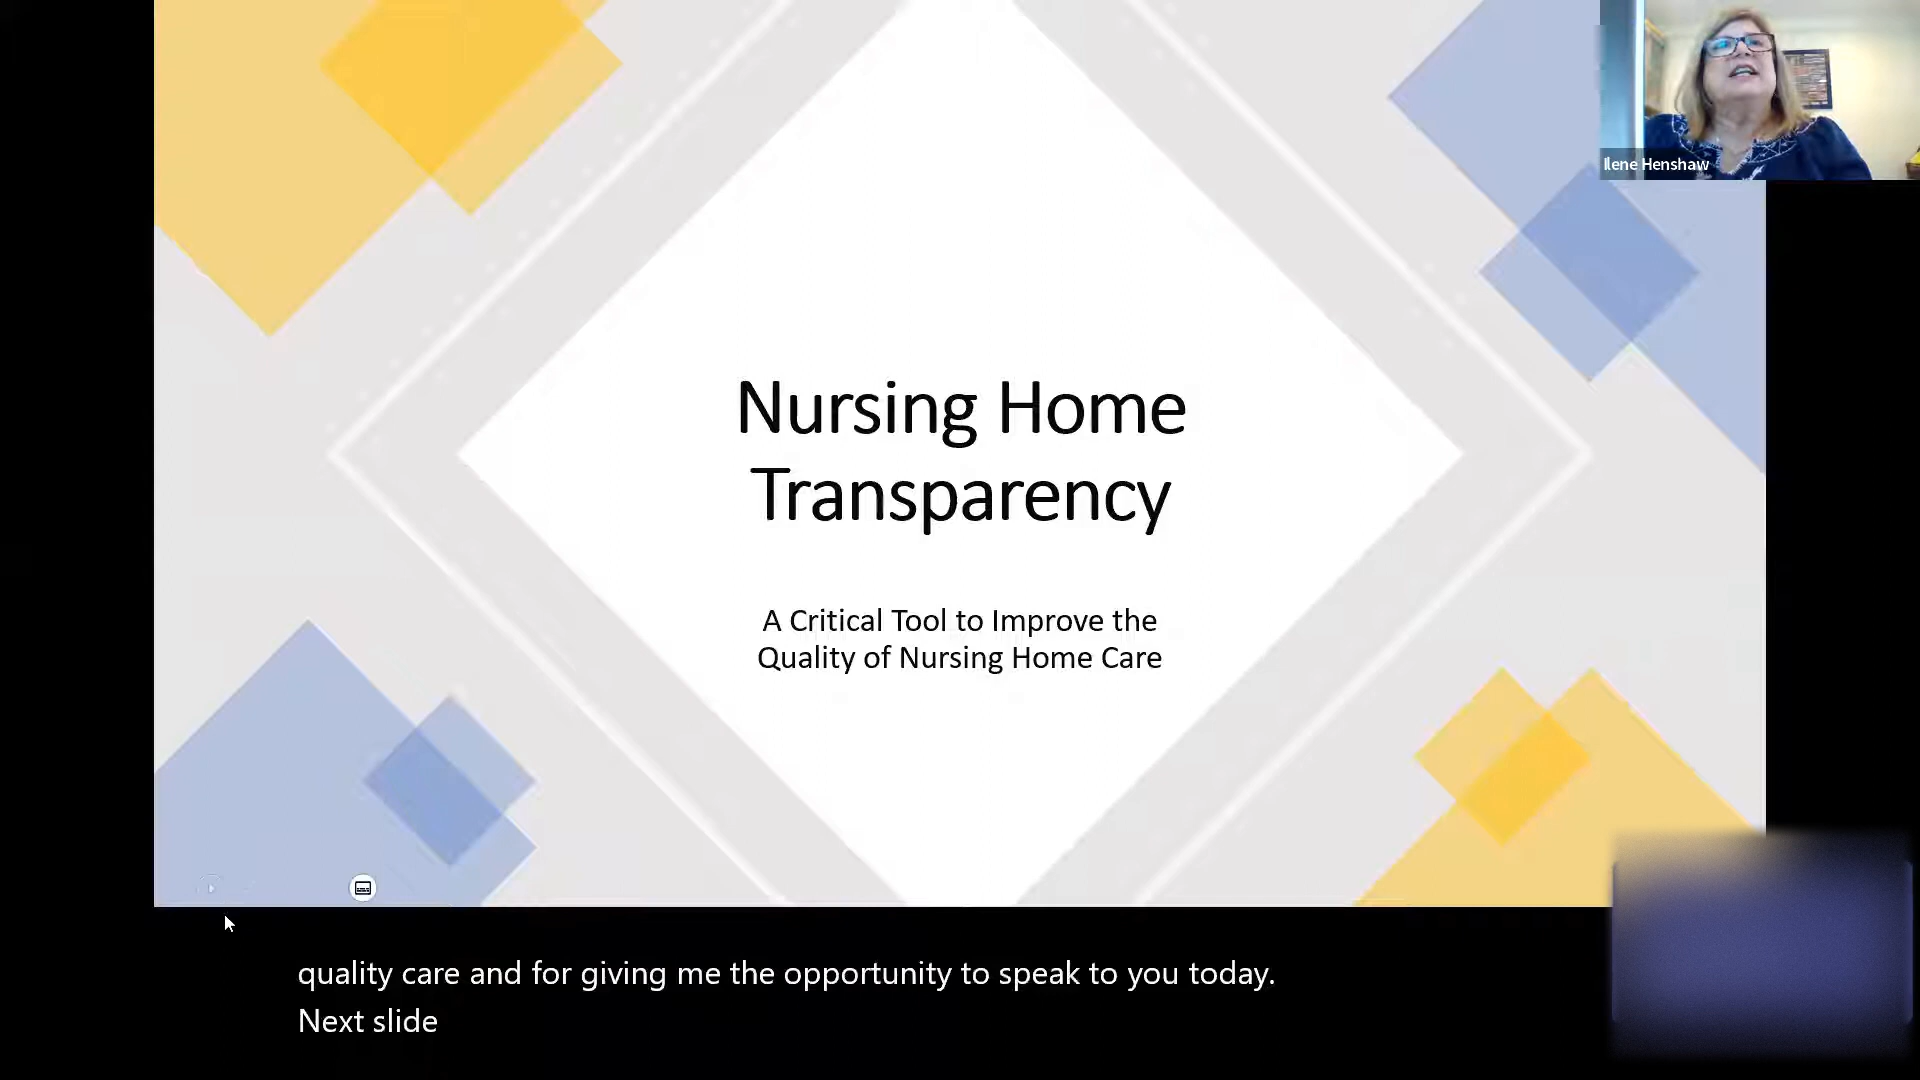 Ilene Henshaw
Nursing Home
Transparency
A Critical Tool to Improve the
Quality of Nursing Home Care
quality care and for giving me the opportunity to speak to you today.
Next slide